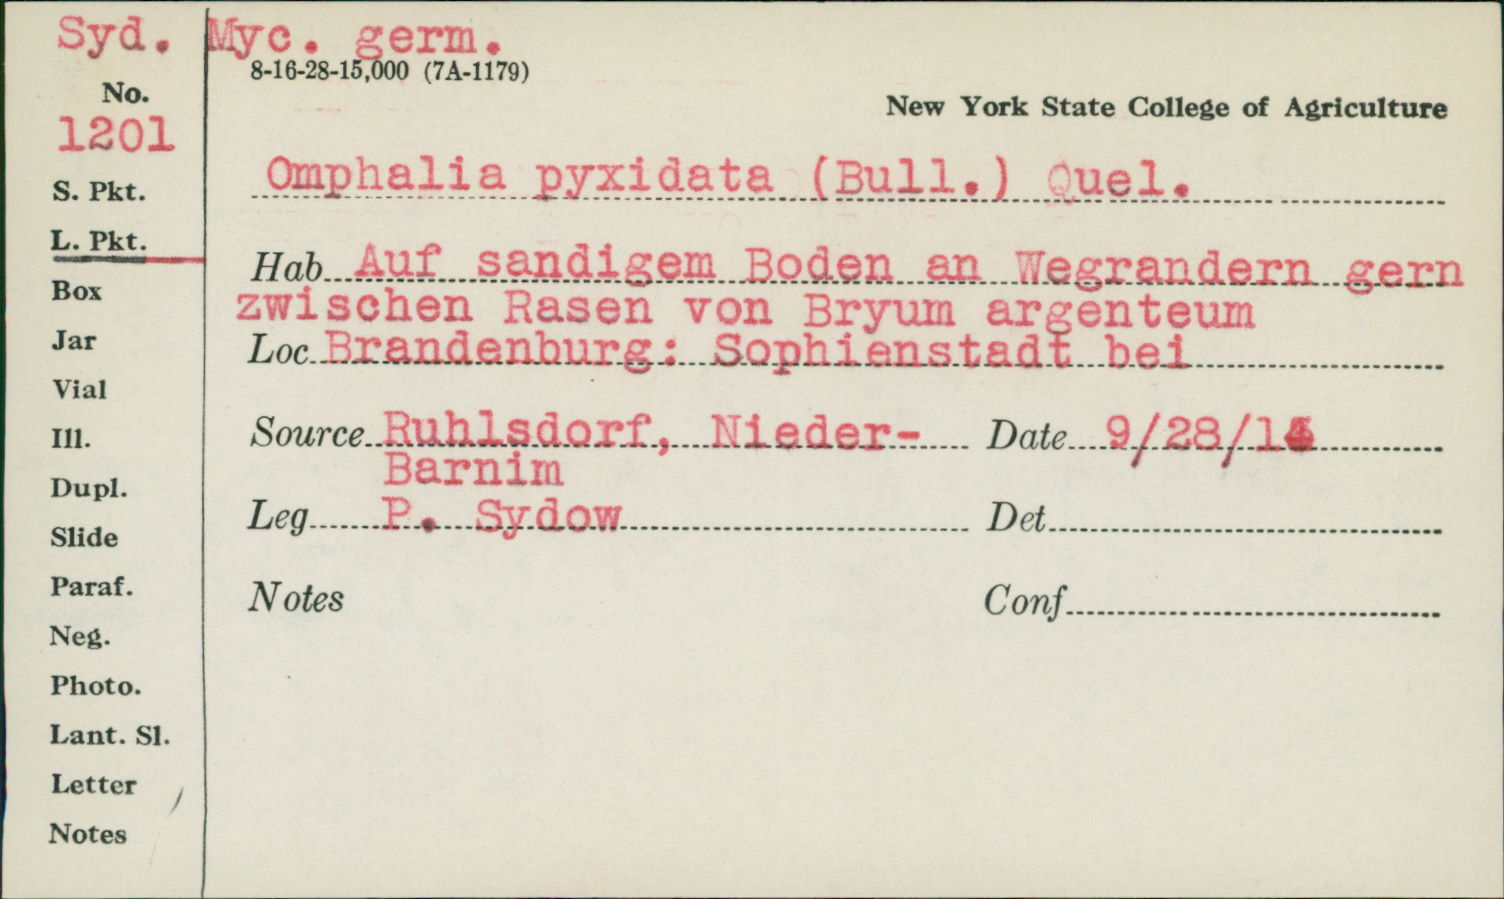 Syd. Myc. germ.
8-16-28-15,000 (7A-1179)
No.
1201
New York State College of Agriculture
Omphalia pyxidata (Bull.) Quel.
S. Pkt.
L. Pkt.
Box
Jar
Vial
Ill.
Dupl.
Slide
Paraf.
Neg.
Photo.
Lant. Sl.
Letter
Notes
Hab Auf sandigem Boden an Wegrandern gern
zwischen Rasen von Bryum argenteum
Loc Brandenburg: Sophienstadt bei
Source Ruhlsdorf, Nieder-
Barnim
Date
Leg P. Sydow
Det
Notes
Conf